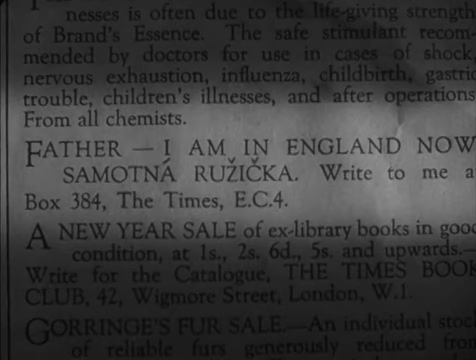 nesses is often due to the life-giving strength
of Brand's Essence. The safe stimulant recom-
mended by doctors for use in cases of shock,
nervous exhaustion, influenza, childbirth, gastric
trouble, children's illnesses, and after operations
From all chemists.
FATHER — I AM IN ENGLAND NOW
SAMOTNÁ RUŽIČKA. Write to me a
Box 384, The Times, E.C.4.
A NEW YEAR SALE of ex-library books in good
condition, at 1s., 2s. 6d., 5s. and upwards.—
Write for the Catalogue, THE TIMES BOOK
CLUB, 42, Wigmore Street, London, W.1.
GORRINGE'S FUR SALE.—An individual stock
of reliable furs generously reduced from